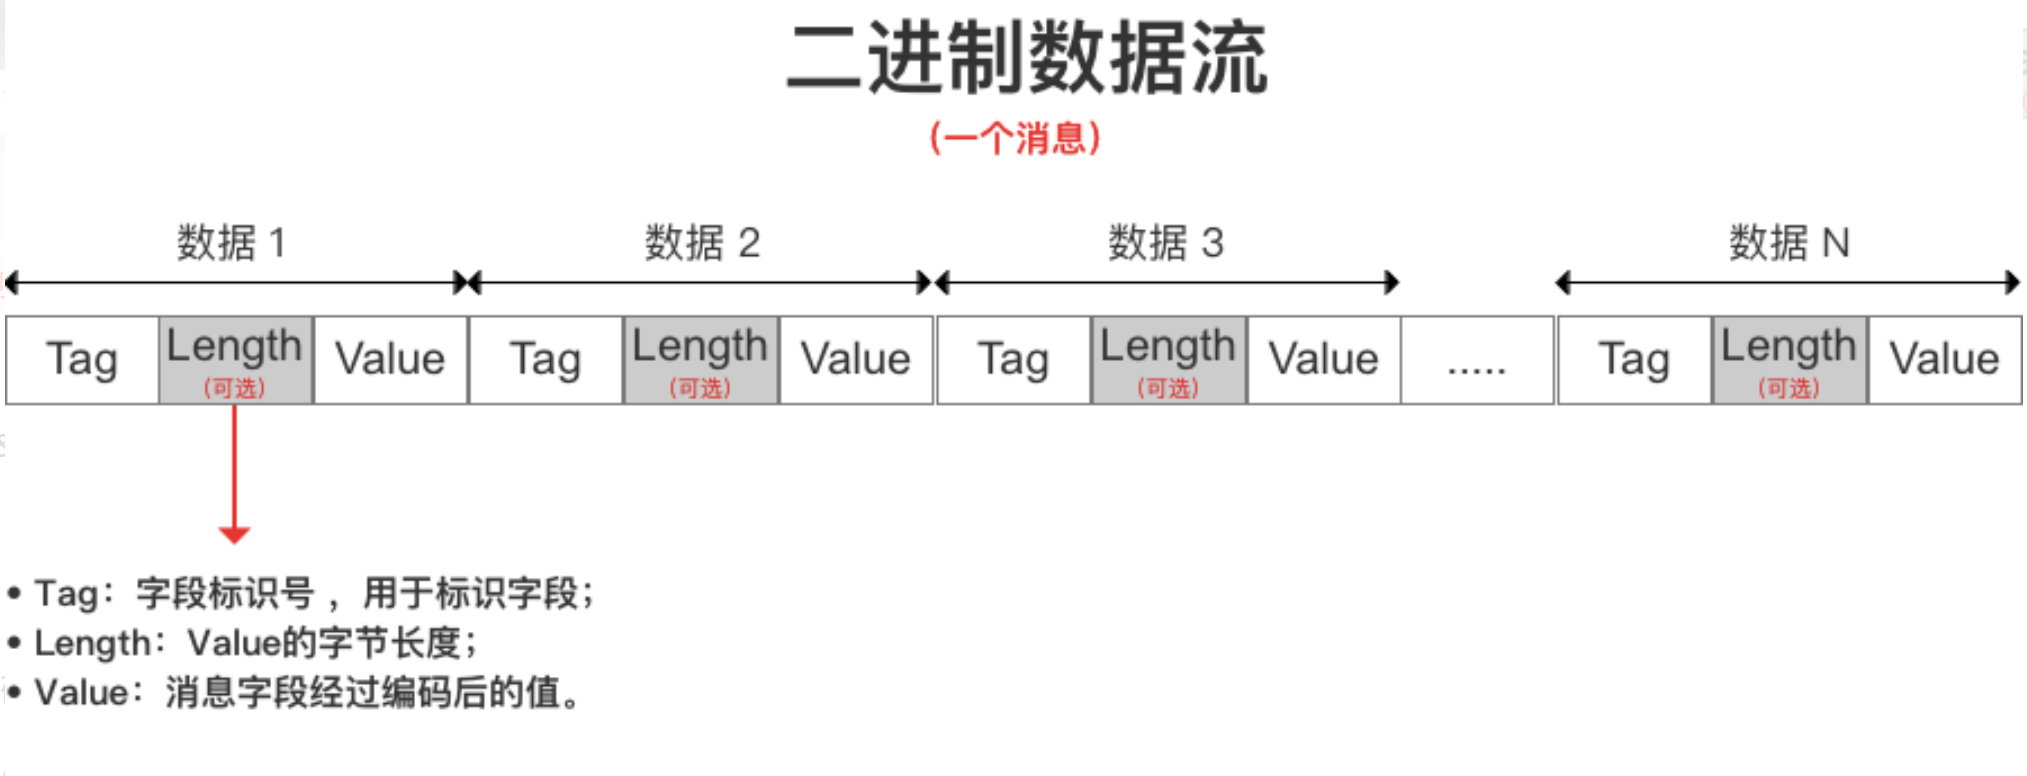 二进制数据流
(一个消息)
数据 1 数据 2 数据 3 数据 N
Tag Length (可选) Value Tag Length (可选) Value Tag Length (可选) Value ..... Tag Length (可选) Value
• Tag：字段标识号 ，用于标识字段；
• Length：Value的字节长度；
• Value：消息字段经过编码后的值。